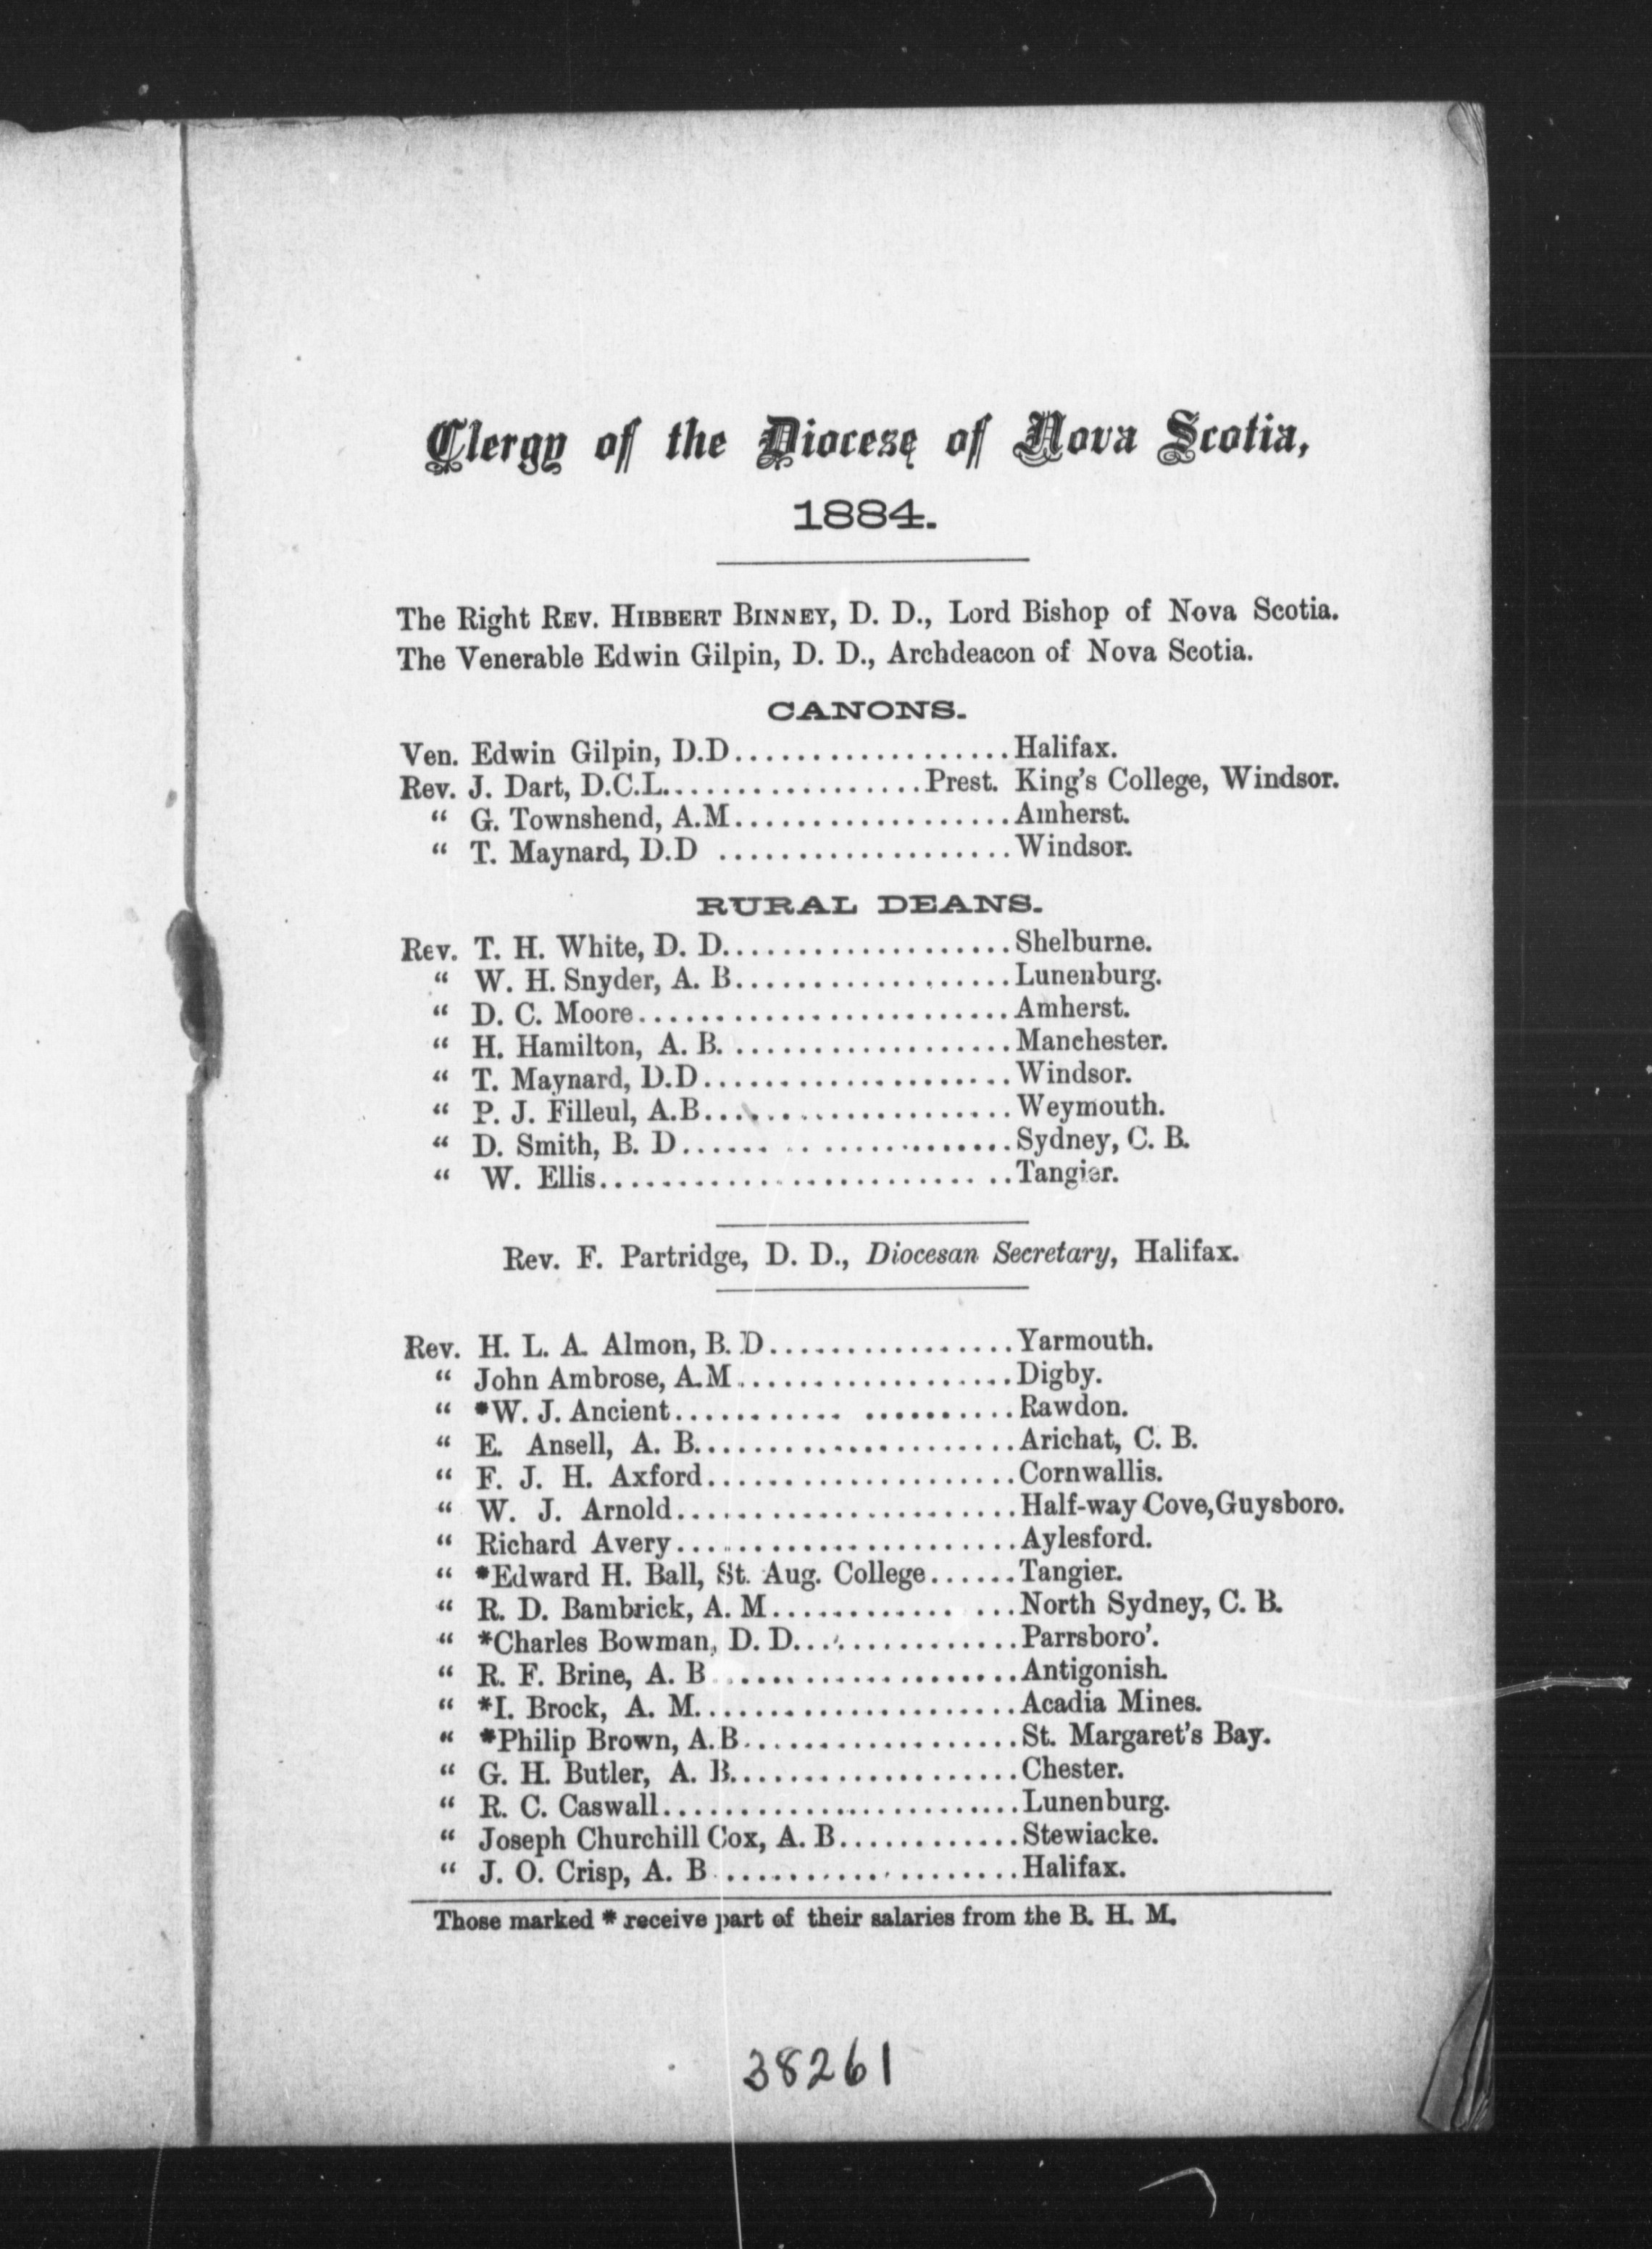 Clergy of the Diocese of Nova Scotia,
1884.
The Right Rev. Hibbert Binney, D. D., Lord Bishop of Nova Scotia.
The Venerable Edwin Gilpin, D. D., Archdeacon of Nova Scotia.
CANONS.
Ven. Edwin Gilpin, D.D..................Halifax.
Rev. J. Dart, D.C.L..................Prest. King's College, Windsor.
“ G. Townshend, A.M..................Amherst.
“ T. Maynard, D.D ...................Windsor.
RURAL DEANS.
Rev. T. H. White, D. D...................Shelburne.
“ W. H. Snyder, A. B..................Lunenburg.
“ D. C. Moore........................Amherst.
“ H. Hamilton, A. B. ..................Manchester.
“ T. Maynard, D.D....................Windsor.
“ P. J. Filleul, A.B....................Weymouth.
“ D. Smith, B. D...... .. .............Sydney, C. B.
“ W. Ellis......................... ..Tangier.
Rev. F. Partridge, D. D., Diocesan Secretary, Halifax.
Rev. H. L. A. Almon, B. D................Yarmouth.
“ John Ambrose, A.M..................Digby.
“ *W. J. Ancient........... ..........Rawdon.
“ E. Ansell, A. B.....................Arichat, C. B.
“ F. J. H. Axford....................Cornwallis.
“ W. J. Arnold......................Half-way Cove, Guysboro.
“ Richard Avery......................Aylesford.
“ *Edward H. Ball, St. Aug. College......Tangier.
“ R. D. Bambrick, A. M............ ...North Sydney, C. B.
“ *Charles Bowman, D. D...............Parrsboro'.
“ R. F. Brine, A. B....................Antigonish.
“ *I. Brock, A. M.....................Acadia Mines.
“ *Philip Brown, A.B..................St. Margaret's Bay.
“ G. H. Butler, A. B...................Chester.
“ R. C. Caswall.......................Lunenburg.
“ Joseph Churchill Cox, A. B............Stewiacke.
“ J. O. Crisp, A. B ...................Halifax.
Those marked * receive part of their salaries from the B. H. M.
38261